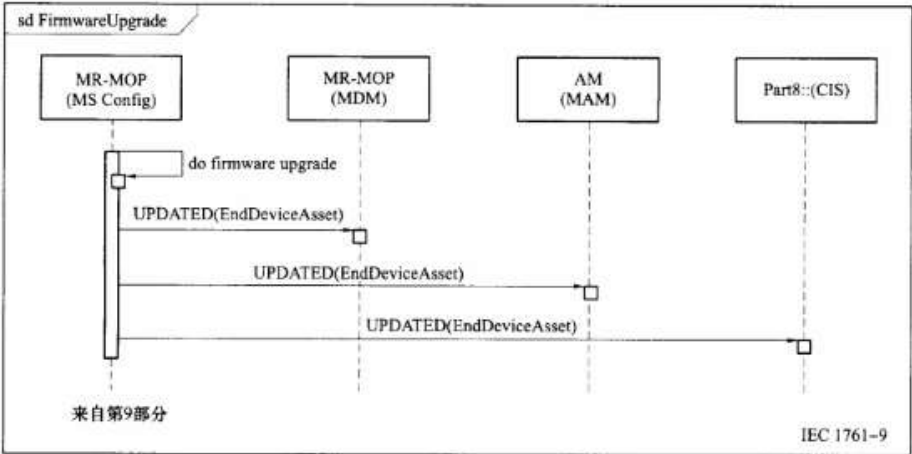 sd FirmwareUpgrade
MR-MOP
(MS Config)
MR-MOP
(MDM)
AM
(MAM)
Part8::(CIS)
do firmware upgrade
UPDATED(EndDeviceAsset)
UPDATED(EndDeviceAsset)
UPDATED(EndDeviceAsset)
来自第9部分
IEC 1761-9